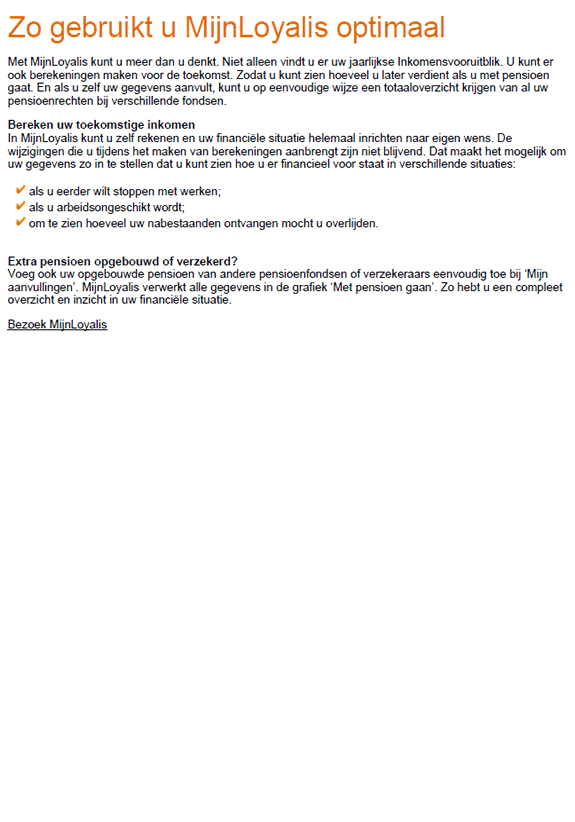 Zo gebruikt u MijnLoyalis optimaal
Met MijnLoyalis kunt u meer dan u denkt. Niet alleen vindt u er uw jaarlijkse Inkomensvooruitblik. U kunt er
ook berekeningen maken voor de toekomst. Zodat u kunt zien hoeveel u later verdient als u met pensioen
gaat. En als u zelf uw gegevens aanvult, kunt u op eenvoudige wijze een totaaloverzicht krijgen van al uw
pensioenrechten bij verschillende fondsen.
Bereken uw toekomstige inkomen
In MijnLoyalis kunt u zelf rekenen en uw financiële situatie helemaal inrichten naar eigen wens. De
wijzigingen die u tijdens het maken van berekeningen aanbrengt zijn niet blijvend. Dat maakt het mogelijk om
uw gegevens zo in te stellen dat u kunt zien hoe u er financieel voor staat in verschillende situaties:
✔ als u eerder wilt stoppen met werken;
✔ als u arbeidsongeschikt wordt;
✔ om te zien hoeveel uw nabestaanden ontvangen mocht u overlijden.
Extra pensioen opgebouwd of verzekerd?
Voeg ook uw opgebouwde pensioen van andere pensioenfondsen of verzekeraars eenvoudig toe bij ‘Mijn
aanvullingen’. MijnLoyalis verwerkt alle gegevens in de grafiek ‘Met pensioen gaan’. Zo hebt u een compleet
overzicht en inzicht in uw financiële situatie.
Bezoek MijnLoyalis